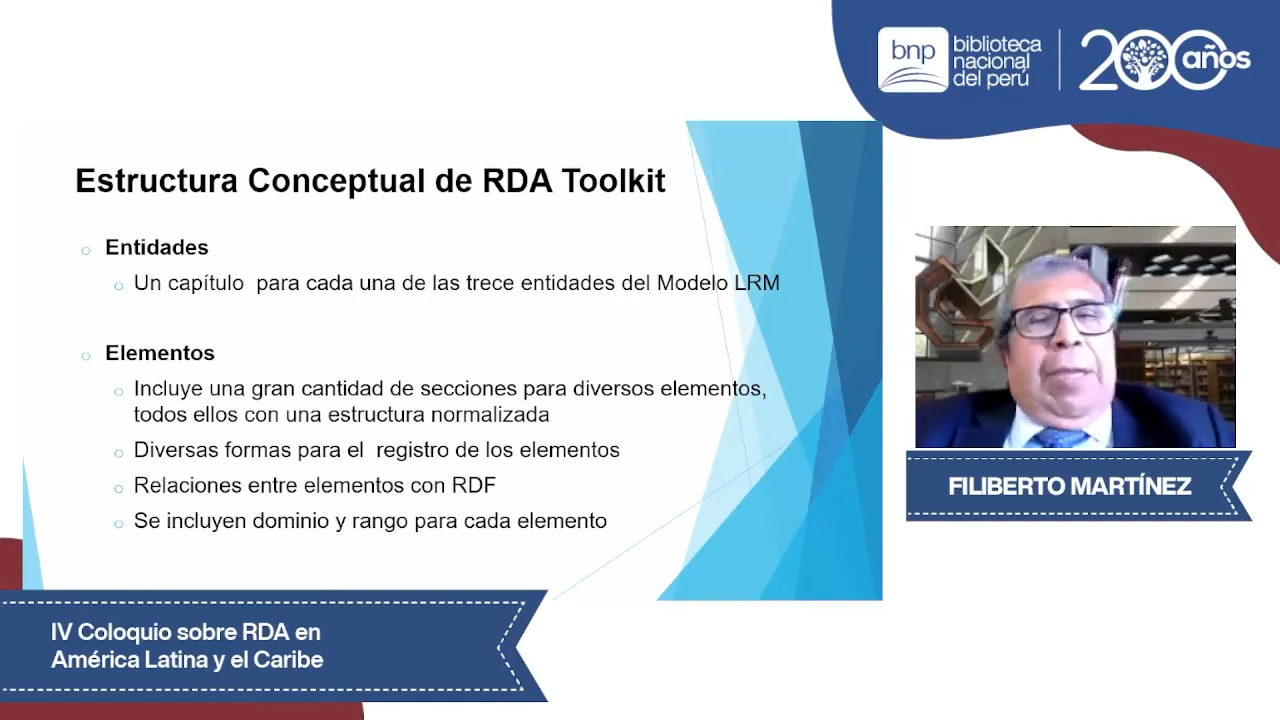 bnp
biblioteca
nacional
del perú
200 años
Estructura Conceptual de RDA Toolkit
Entidades
Un capítulo para cada una de las trece entidades del Modelo LRM
Elementos
Incluye una gran cantidad de secciones para diversos elementos,
todos ellos con una estructura normalizada
Diversas formas para el registro de los elementos
Relaciones entre elementos con RDF
Se incluyen dominio y rango para cada elemento
FILIBERTO MARTÍNEZ
IV Coloquio sobre RDA en
América Latina y el Caribe